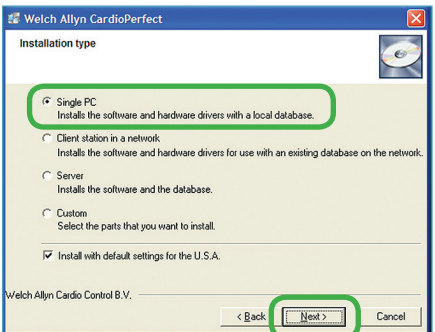 Welch Allyn CardioPerfect
Installation type
Single PC
Installs the software and hardware drivers with a local database.
Client station in a network
Installs the software and hardware drivers for use with an existing database on the network.
Server
Installs the software and the database.
Custom
Select the parts that you want to install.
Install with default settings for the U.S.A.
Welch Allyn Cardio Control B.V.
< Back Next > Cancel